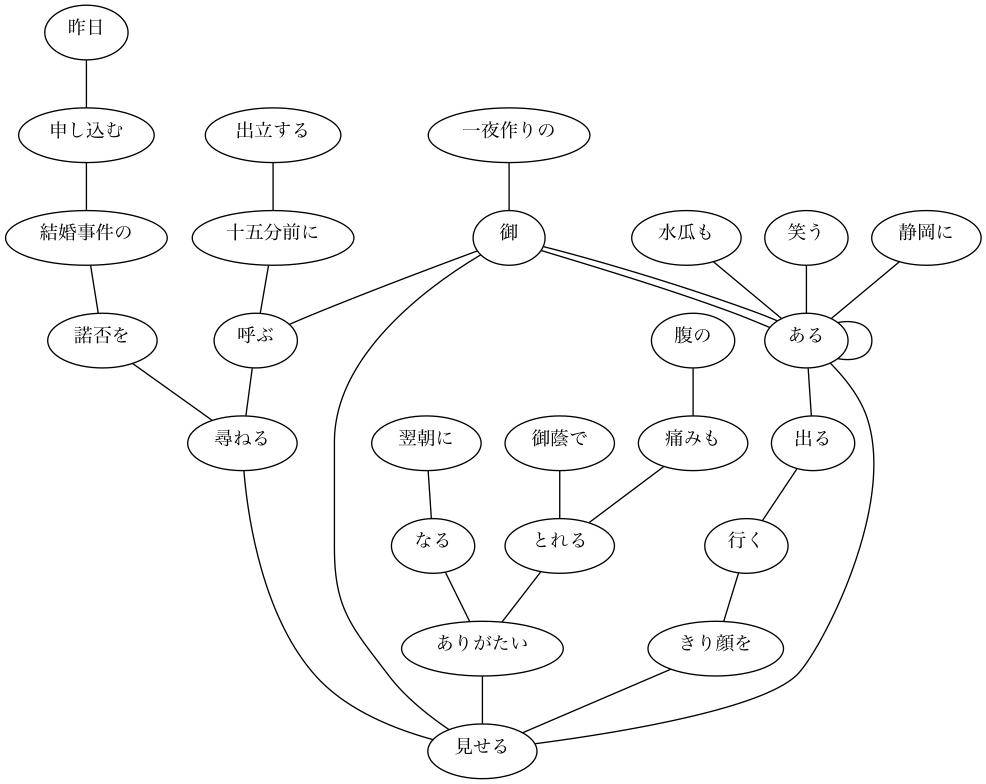 昨日
申し込む
出立する
一夜作りの
結婚事件の
十五分前に
御
水瓜も
笑う
静岡に
諾否を
呼ぶ
腹の
ある
尋ねる
翌朝に
御蔭で
痛みも
出る
なる
とれる
行く
ありがたい
きり顔を
見せる